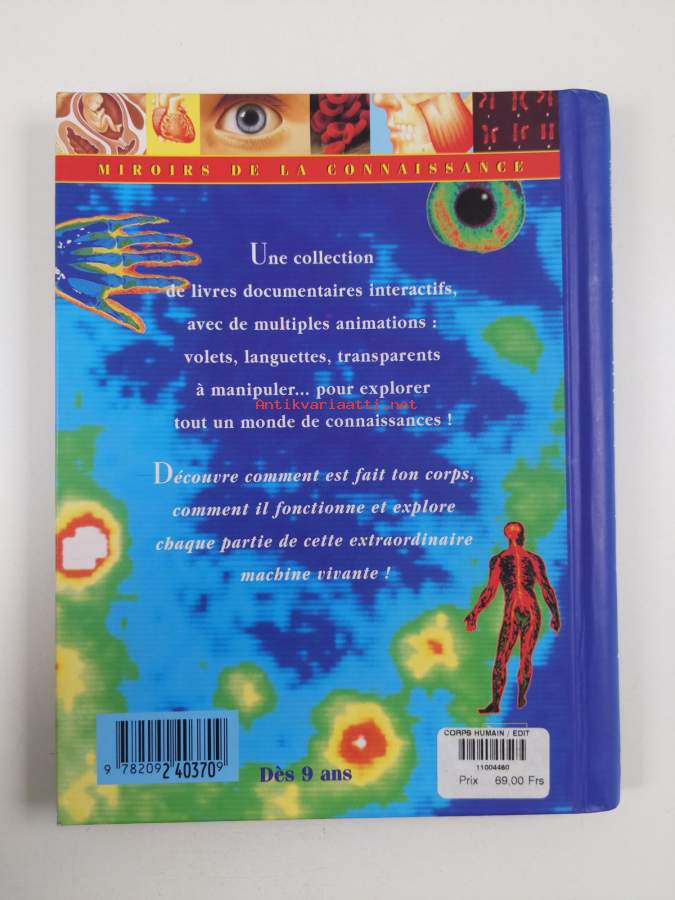 MIROIRS DE LA CONNAISSANCE
Une collection
de livres documentaires interactifs,
avec de multiples animations :
volets, languettes, transparents
à manipuler... pour explorer
Antikvariaatti.net
tout un monde de connaissances !
Découvre comment est fait ton corps,
comment il fonctionne et explore
chaque partie de cette extraordinaire
machine vivante !
9 782092 403709
Dès 9 ans
CORPS HUMAIN / EDIT
11004460
Prix 69,00 Frs